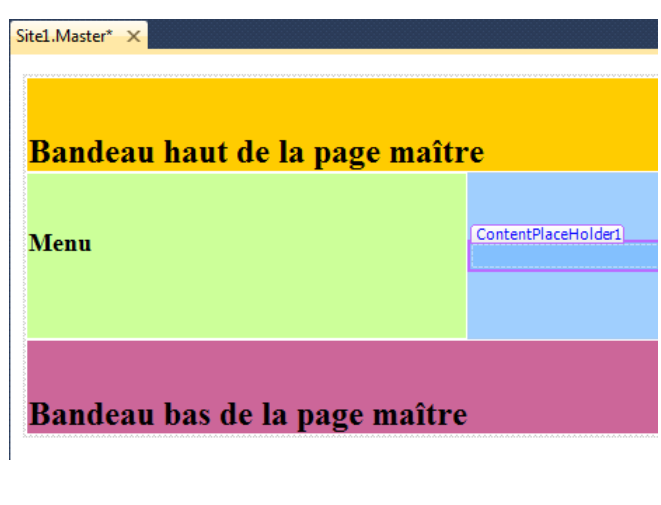 Site1.Master*
Bandeau haut de la page maître
Menu
ContentPlaceHolder1
Bandeau bas de la page maître